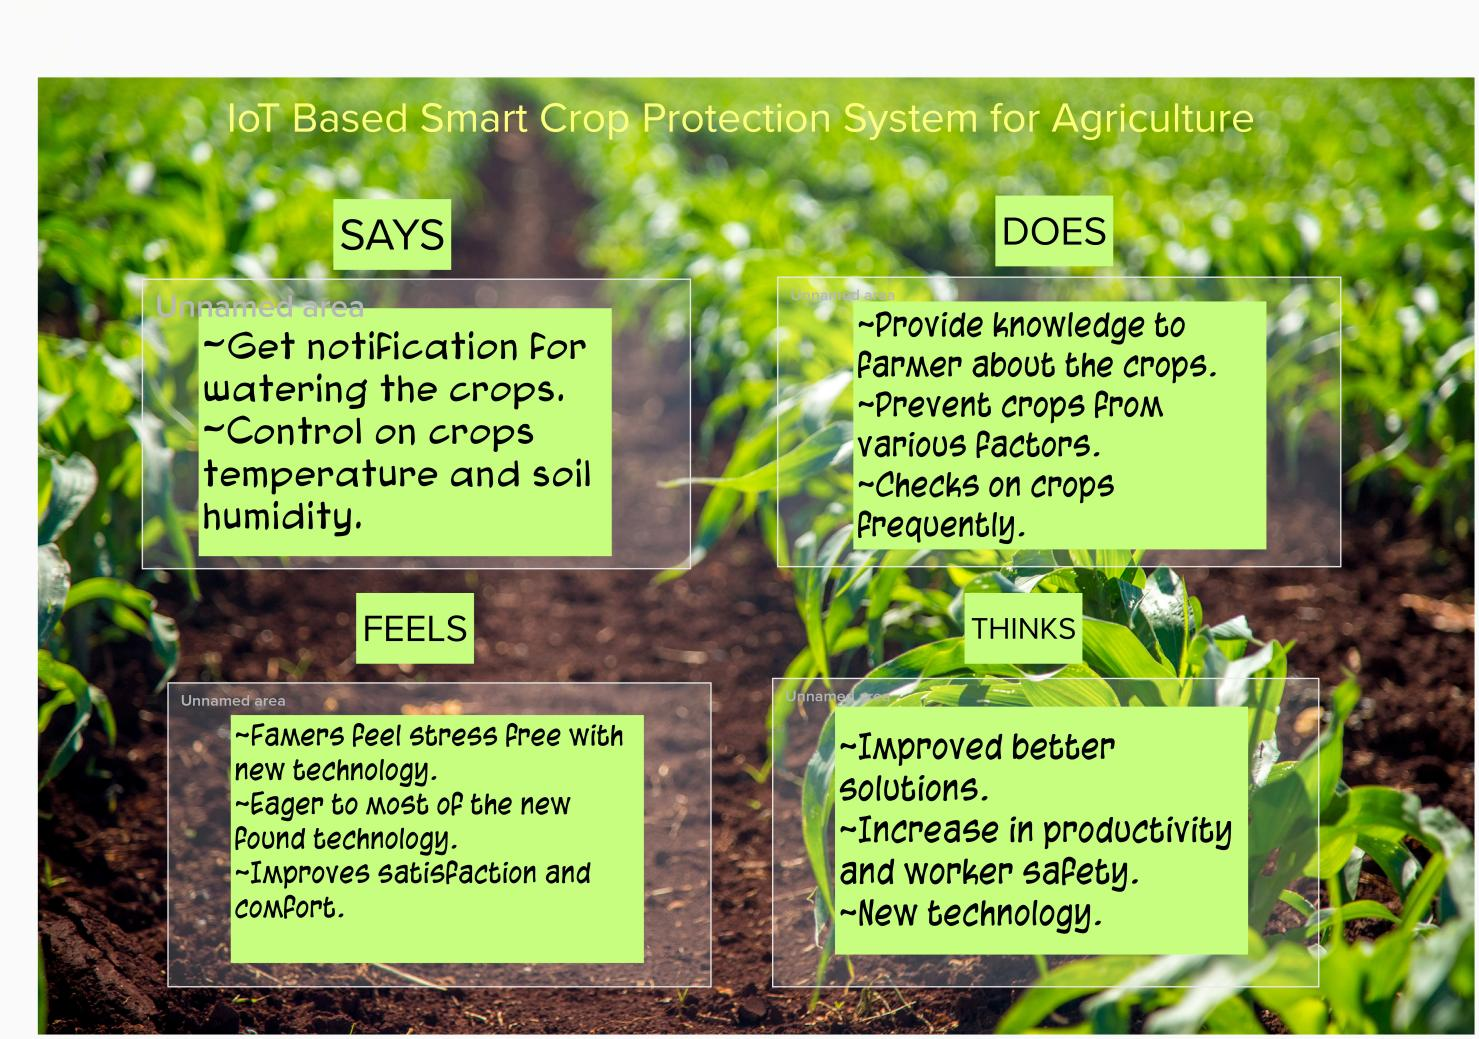 IoT Based Smart Crop Protection System for Agriculture
SAYS
Unnamed area
~Get notification for
watering the crops.
~Control on crops
temperature and soil
humidity.
DOES
Unnamed area
~Provide knowledge to
farmer about the crops.
~Prevent crops from
various factors.
~Checks on crops
frequently.
FEELS
Unnamed area
~Famers feel stress free with
new technology.
~Eager to most of the new
found technology.
~Improves satisfaction and
comfort.
THINKS
Unnamed area
~Improved better
solutions.
~Increase in productivity
and worker safety.
~New technology.